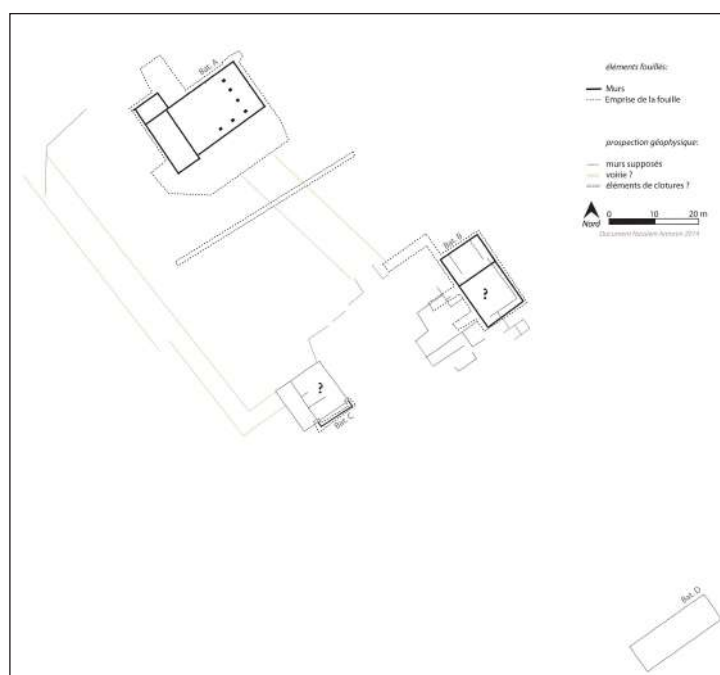 Bat. A
éléments fouillés:
Murs
Emprise de la fouille
prospection géophysique:
murs supposés
voirie ?
éléments de clotures ?
Nord
0 10 20 m
Bat. B
?
?
Bat. C
Bat. D